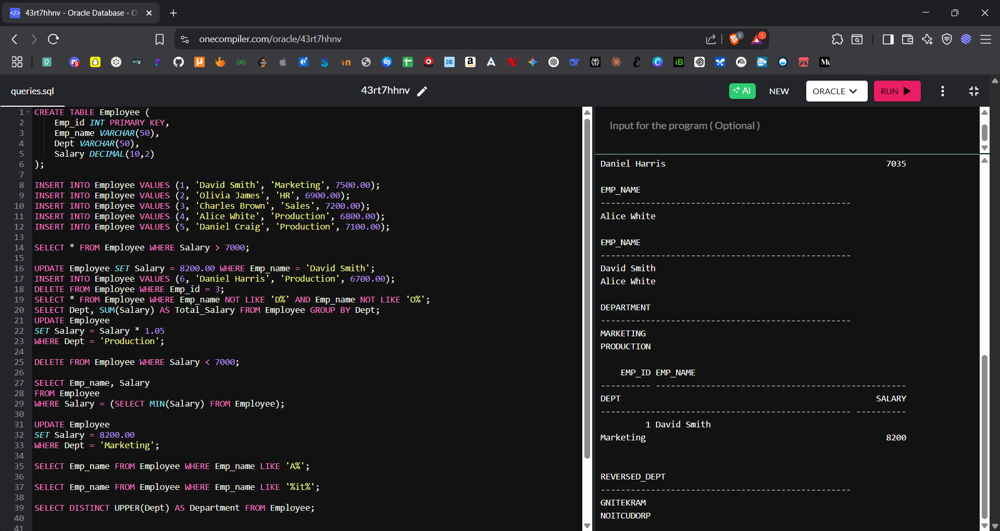 43rt7hhnv - Oracle Database - O
onecompiler.com/oracle/43rt7hhnv
queries.sql
43rt7hhnv
AI
NEW
ORACLE
RUN
1 CREATE TABLE Employee (
2 Emp_id INT PRIMARY KEY,
3 Emp_name VARCHAR(50),
4 Dept VARCHAR(50),
5 Salary DECIMAL(10,2)
6 );
7
8 INSERT INTO Employee VALUES (1, 'David Smith', 'Marketing', 7500.00);
9 INSERT INTO Employee VALUES (2, 'Olivia James', 'HR', 6900.00);
10 INSERT INTO Employee VALUES (3, 'Charles Brown', 'Sales', 7200.00);
11 INSERT INTO Employee VALUES (4, 'Alice White', 'Production', 6800.00);
12 INSERT INTO Employee VALUES (5, 'Daniel Craig', 'Production', 7100.00);
13
14 SELECT * FROM Employee WHERE Salary > 7000;
15
16 UPDATE Employee SET Salary = 8200.00 WHERE Emp_name = 'David Smith';
17 INSERT INTO Employee VALUES (6, 'Daniel Harris', 'Production', 6700.00);
18 DELETE FROM Employee WHERE Emp_id = 3;
19 SELECT * FROM Employee WHERE Emp_name NOT LIKE 'D%' AND Emp_name NOT LIKE 'O%';
20 SELECT Dept, SUM(Salary) AS Total_Salary FROM Employee GROUP BY Dept;
21 UPDATE Employee
22 SET Salary = Salary * 1.05
23 WHERE Dept = 'Production';
24
25 DELETE FROM Employee WHERE Salary < 7000;
26
27 SELECT Emp_name, Salary
28 FROM Employee
29 WHERE Salary = (SELECT MIN(Salary) FROM Employee);
30
31 UPDATE Employee
32 SET Salary = 8200.00
33 WHERE Dept = 'Marketing';
34
35 SELECT Emp_name FROM Employee WHERE Emp_name LIKE 'A%';
36
37 SELECT Emp_name FROM Employee WHERE Emp_name LIKE '%it%';
38
39 SELECT DISTINCT UPPER(Dept) AS Department FROM Employee;
40
41
Input for the program ( Optional )
Daniel Harris 7035
EMP_NAME
--------------------------------------------------
Alice White
EMP_NAME
--------------------------------------------------
David Smith
Alice White
DEPARTMENT
--------------------------------------------------
MARKETING
PRODUCTION
EMP_ID EMP_NAME
---------- --------------------------------------------------
DEPT SALARY
-------------------------------------------------- ----------
1 David Smith
Marketing 8200
REVERSED_DEPT
--------------------------------------------------
GNITEKRAM
NOITCUDORP